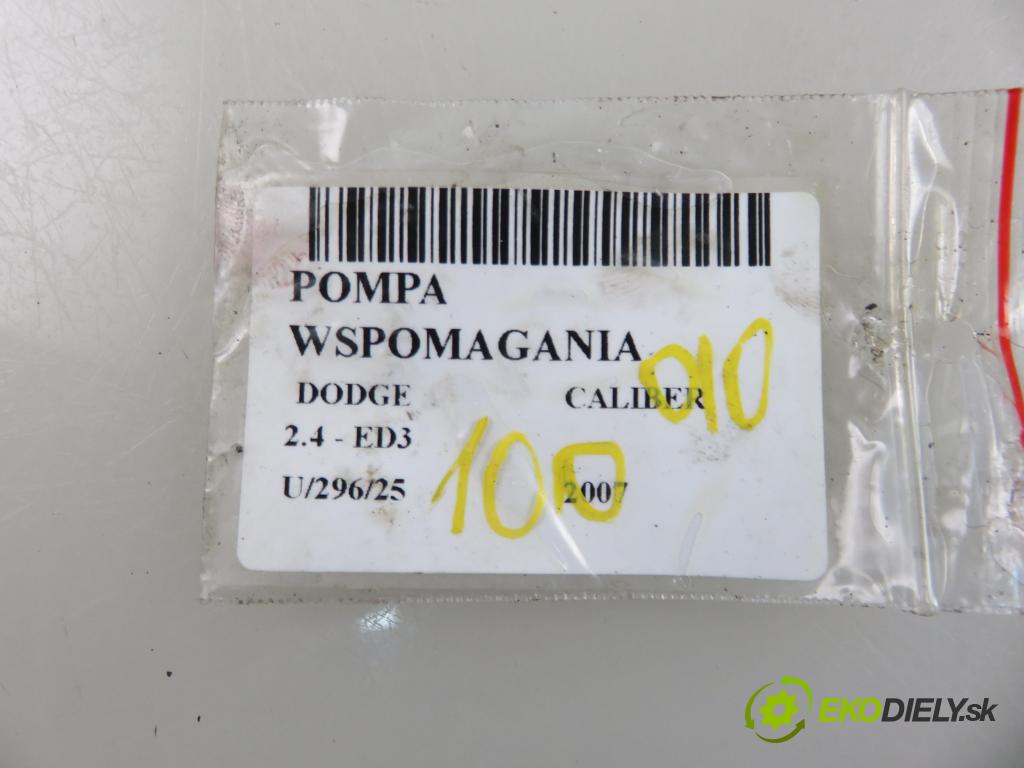 POMPA
WSPOMAGANIA
DODGE CALIBER
010
2.4 - ED3
U/296/25 2007
100
EKODIELY.sk